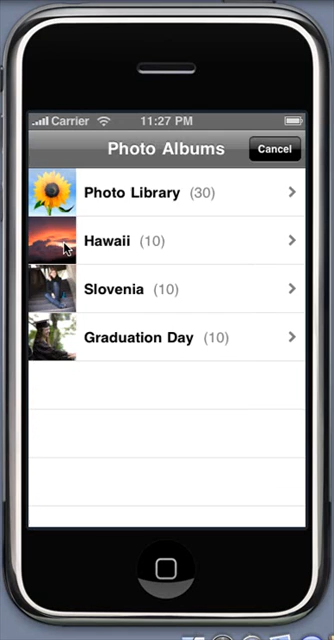 Carrier 11:27 PM
Photo Albums Cancel
Photo Library (30)
Hawaii (10)
Slovenia (10)
Graduation Day (10)